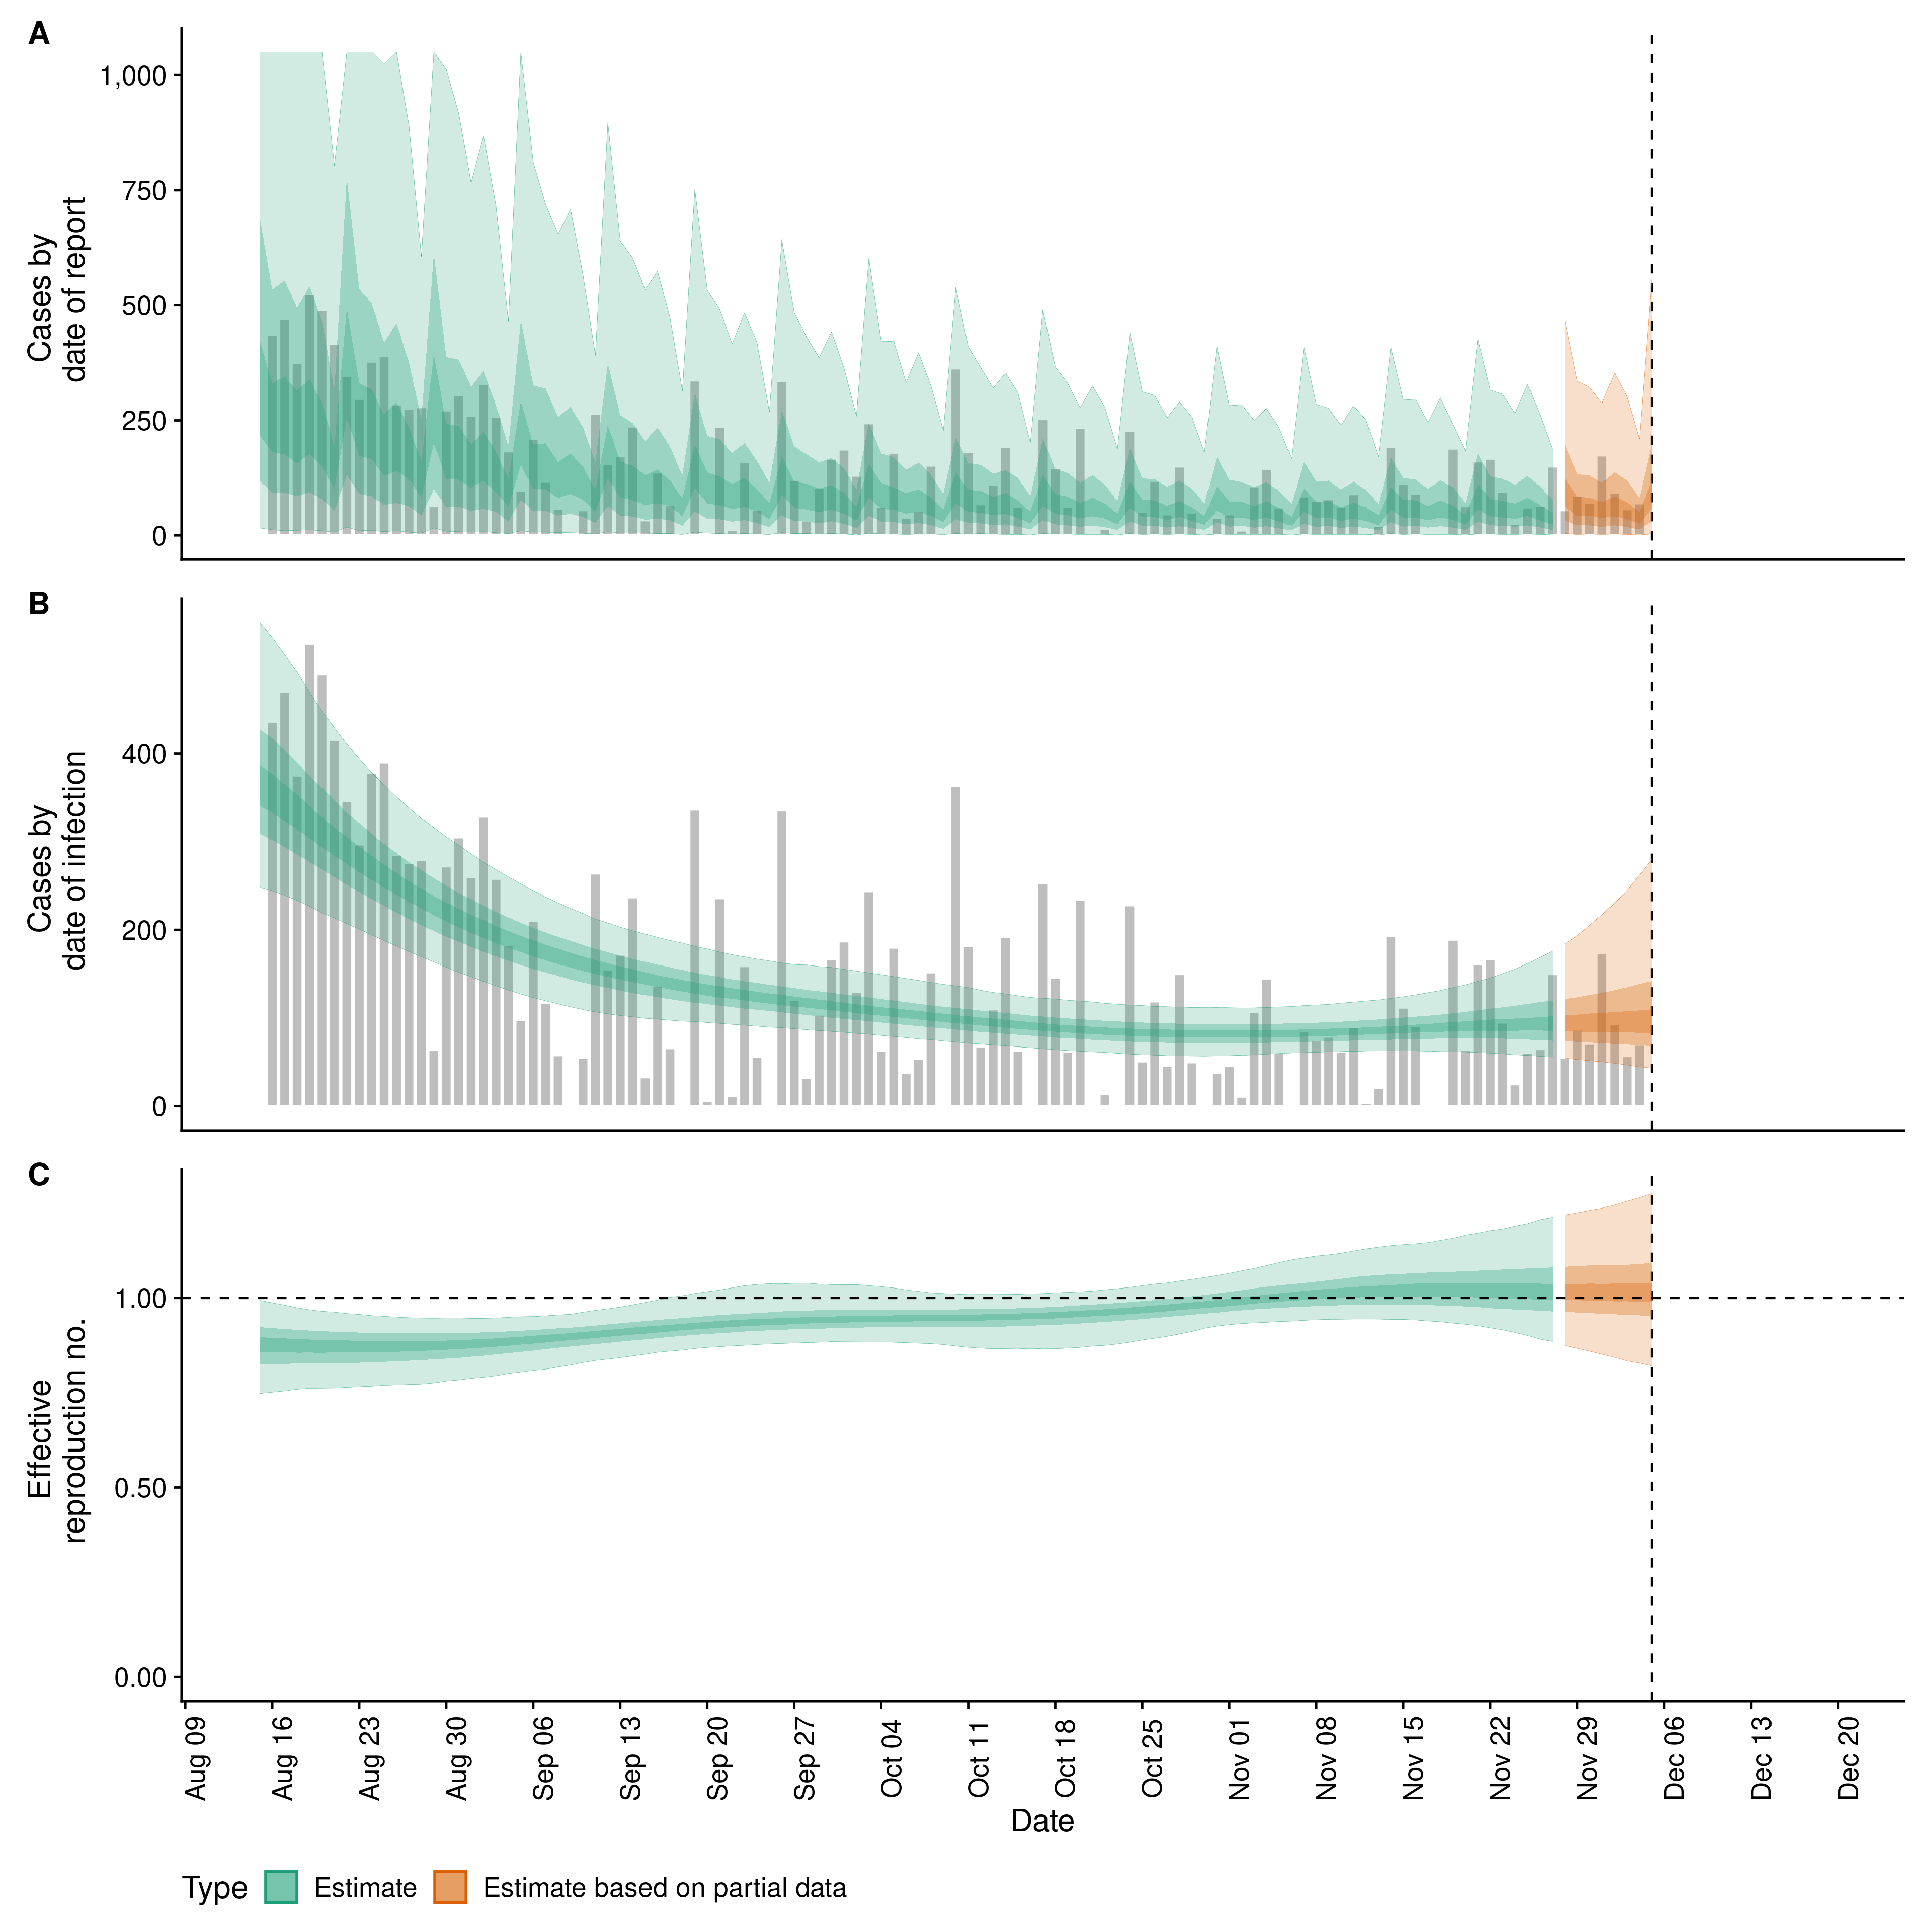 A
Cases by
date of report
1,000
750
500
250
0
B
Cases by
date of infection
400
200
0
C
Effective
reproduction no.
1.00
0.50
0.00
Aug 09
Aug 16
Aug 23
Aug 30
Sep 06
Sep 13
Sep 20
Sep 27
Oct 04
Oct 11
Oct 18
Oct 25
Nov 01
Nov 08
Nov 15
Nov 22
Nov 29
Dec 06
Dec 13
Dec 20
Date
Type Estimate Estimate based on partial data